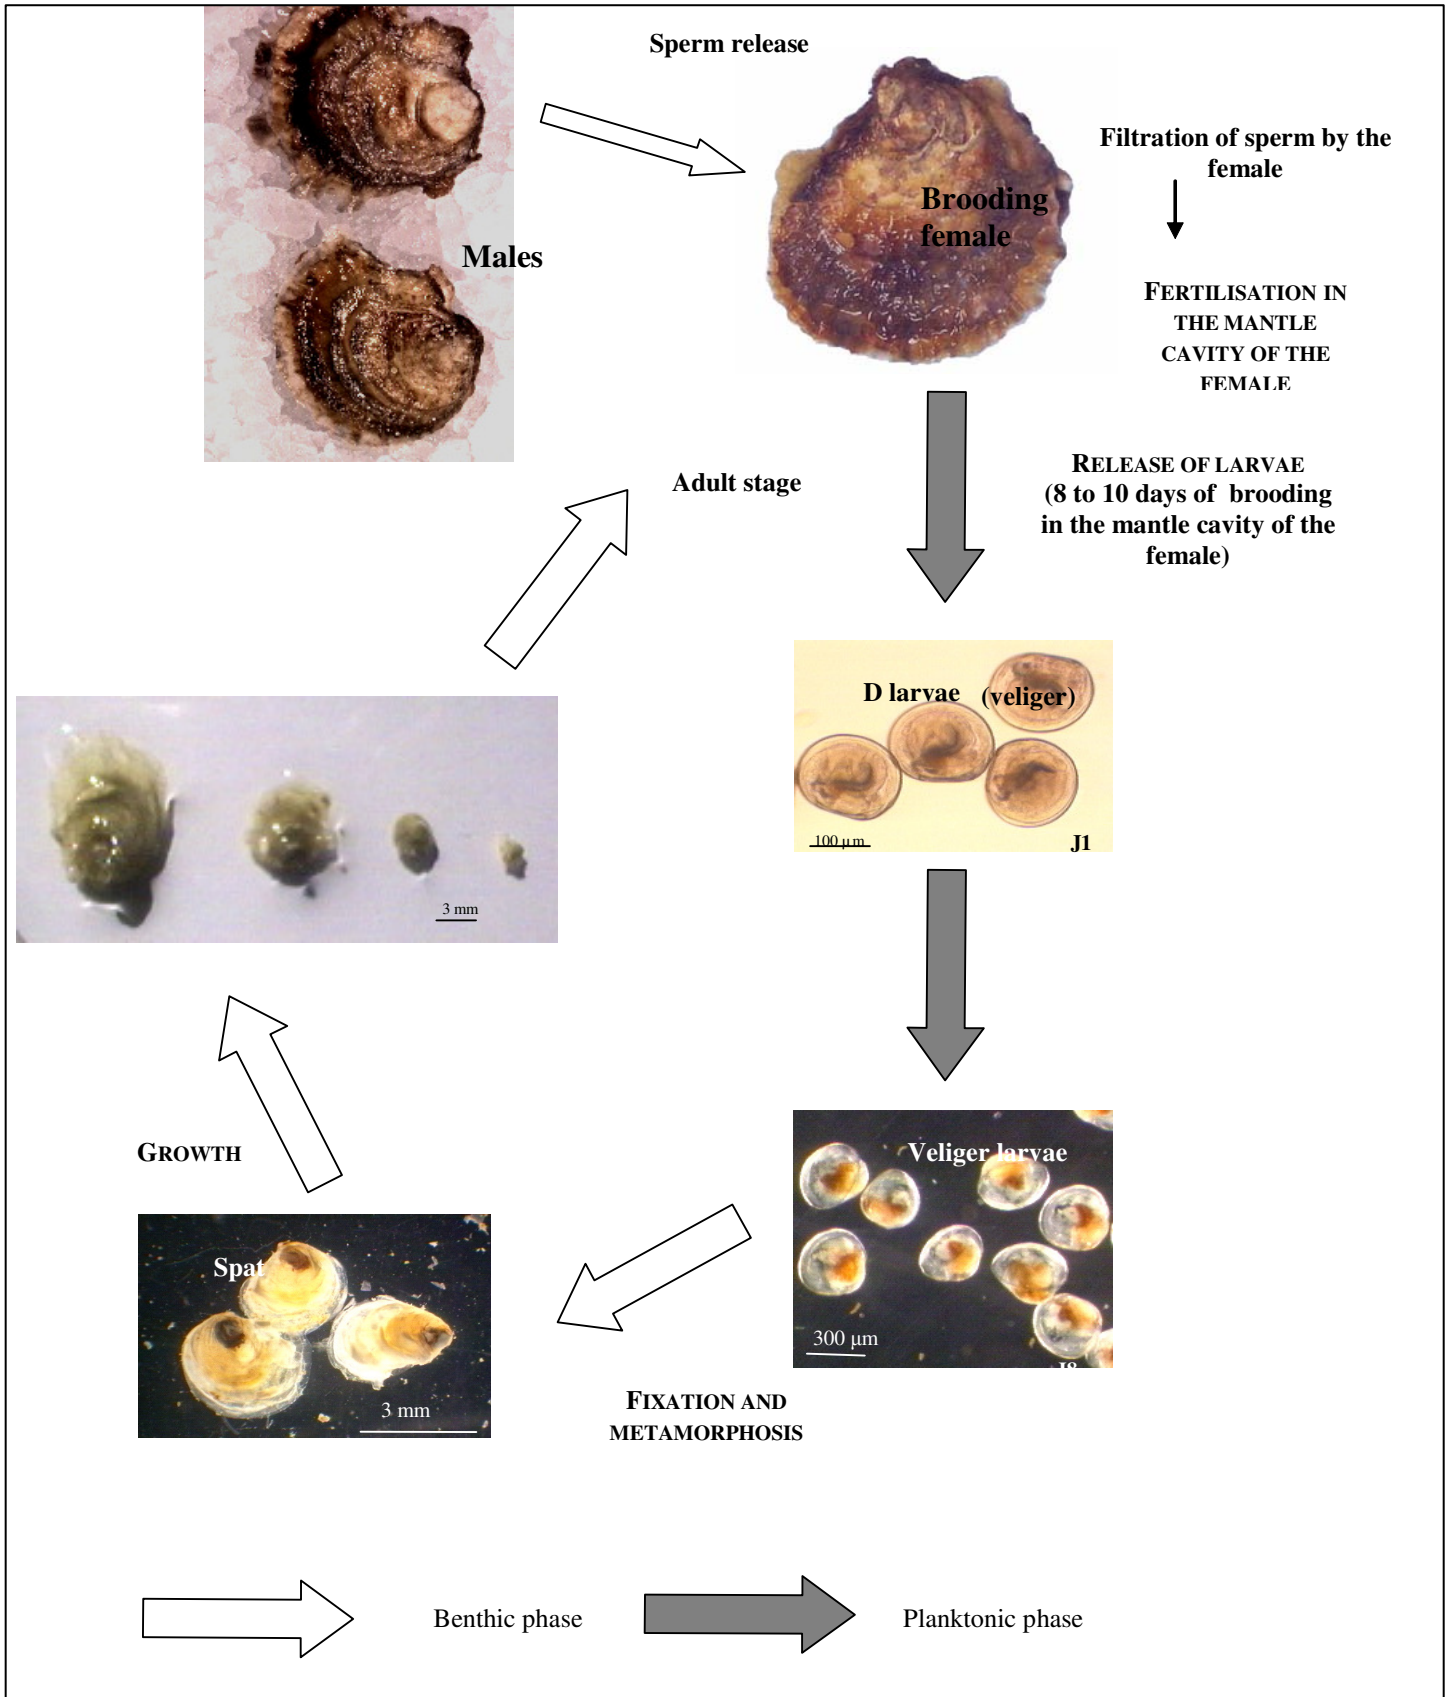 Sperm release
Filtration of sperm by the
female
Brooding
female
Males
FERTILISATION IN
THE MANTLE
CAVITY OF THE
FEMALE
Adult stage
RELEASE OF LARVAE
(8 to 10 days of brooding
in the mantle cavity of the
female)
D larvae (veliger)
100 µm
J1
3 mm
GROWTH
Veliger larvae
Spat
300 µm
J8
3 mm
FIXATION AND
METAMORPHOSIS
Benthic phase
Planktonic phase